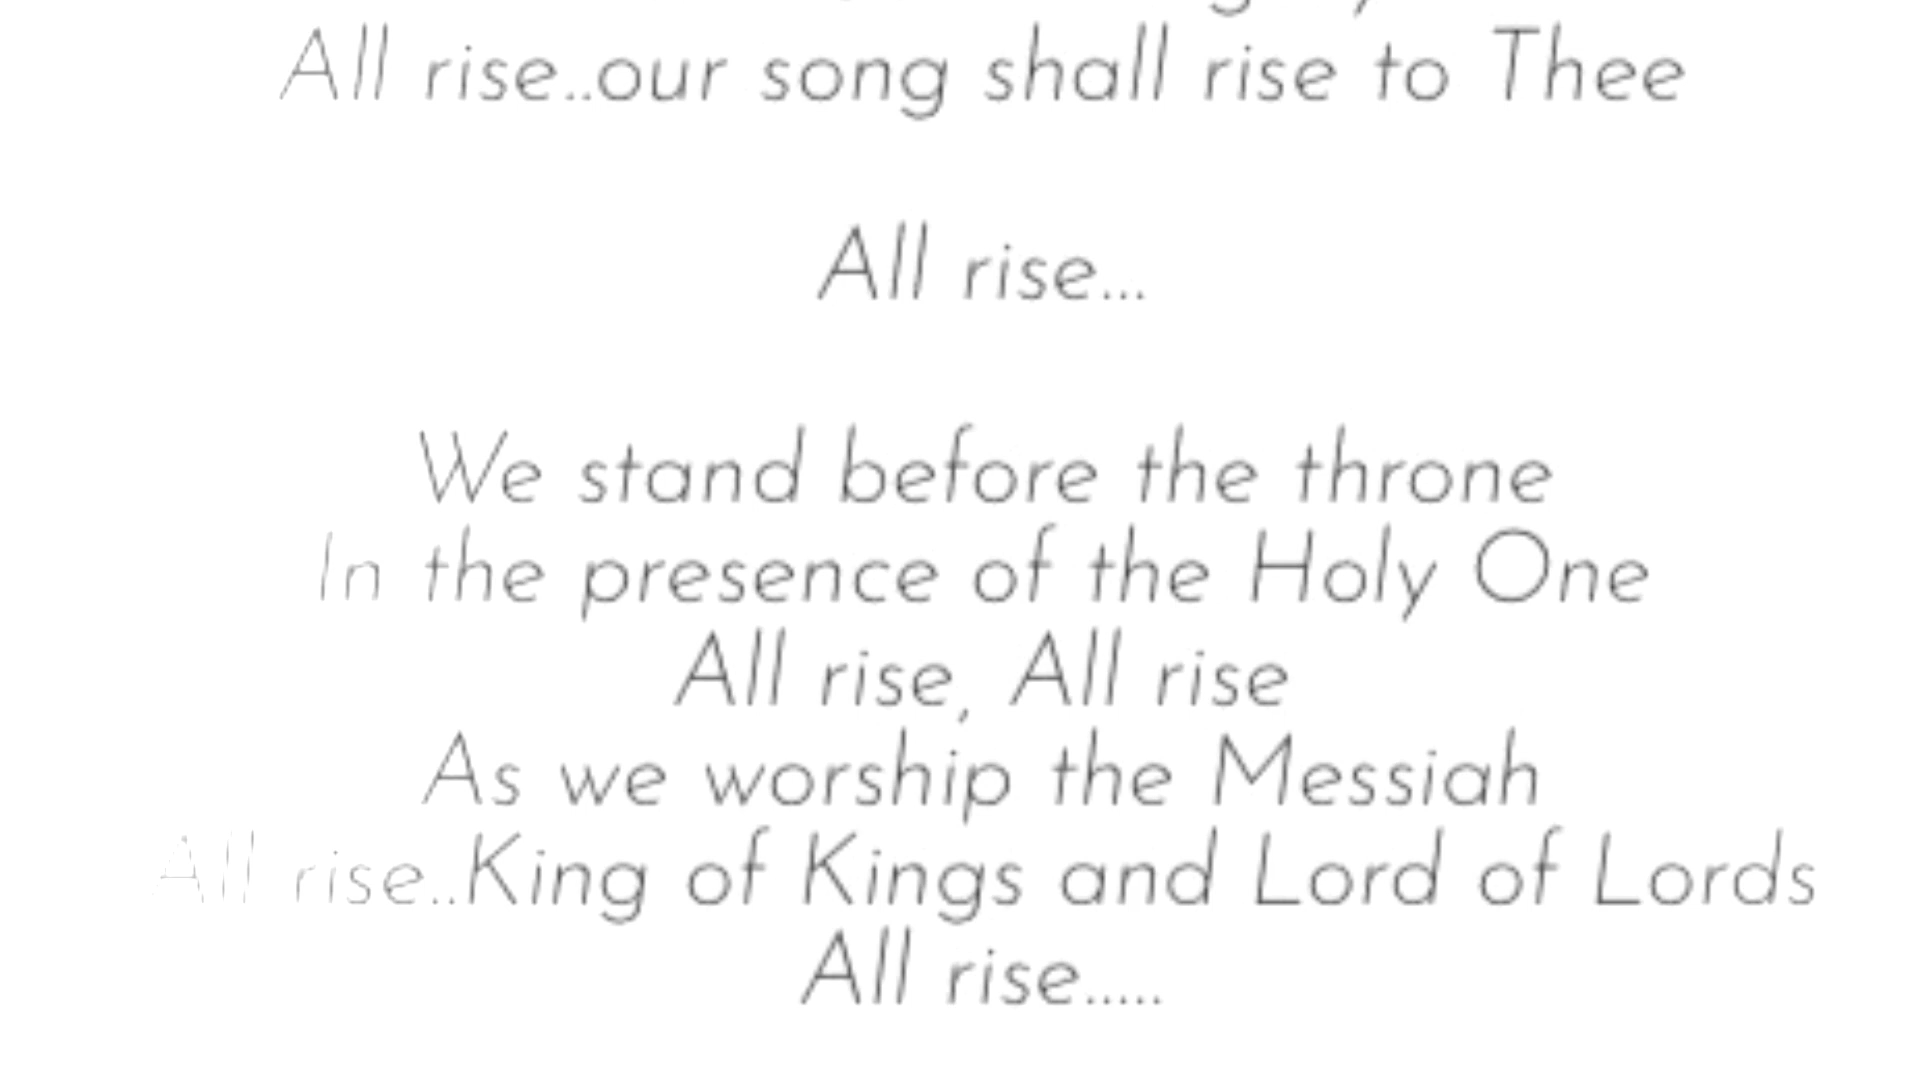 All rise..our song shall rise to Thee
All rise...
We stand before the throne
In the presence of the Holy One
All rise, All rise
As we worship the Messiah
All rise..King of Kings and Lord of Lords
All rise.....